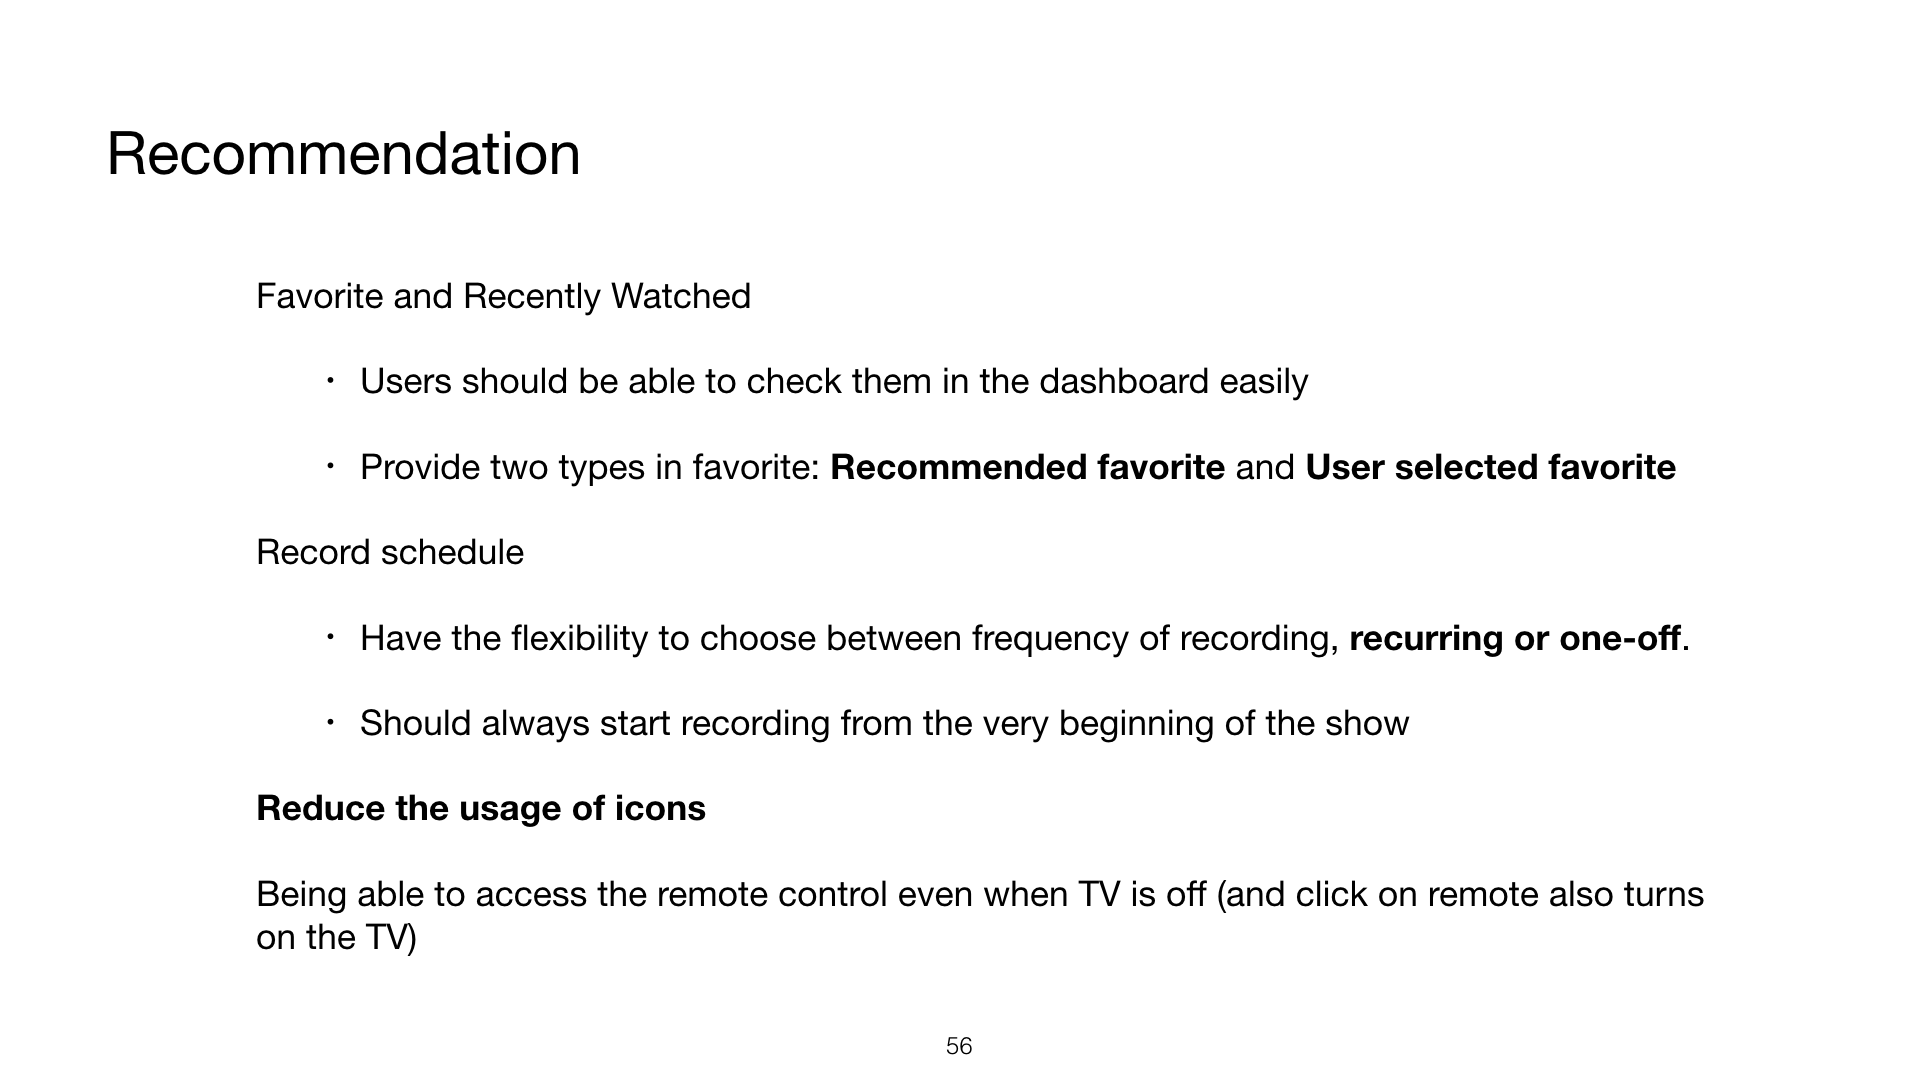 Recommendation
Favorite and Recently Watched
• Users should be able to check them in the dashboard easily
• Provide two types in favorite: Recommended favorite and User selected favorite
Record schedule
• Have the flexibility to choose between frequency of recording, recurring or one-off.
• Should always start recording from the very beginning of the show
Reduce the usage of icons
Being able to access the remote control even when TV is off (and click on remote also turns
on the TV)
56